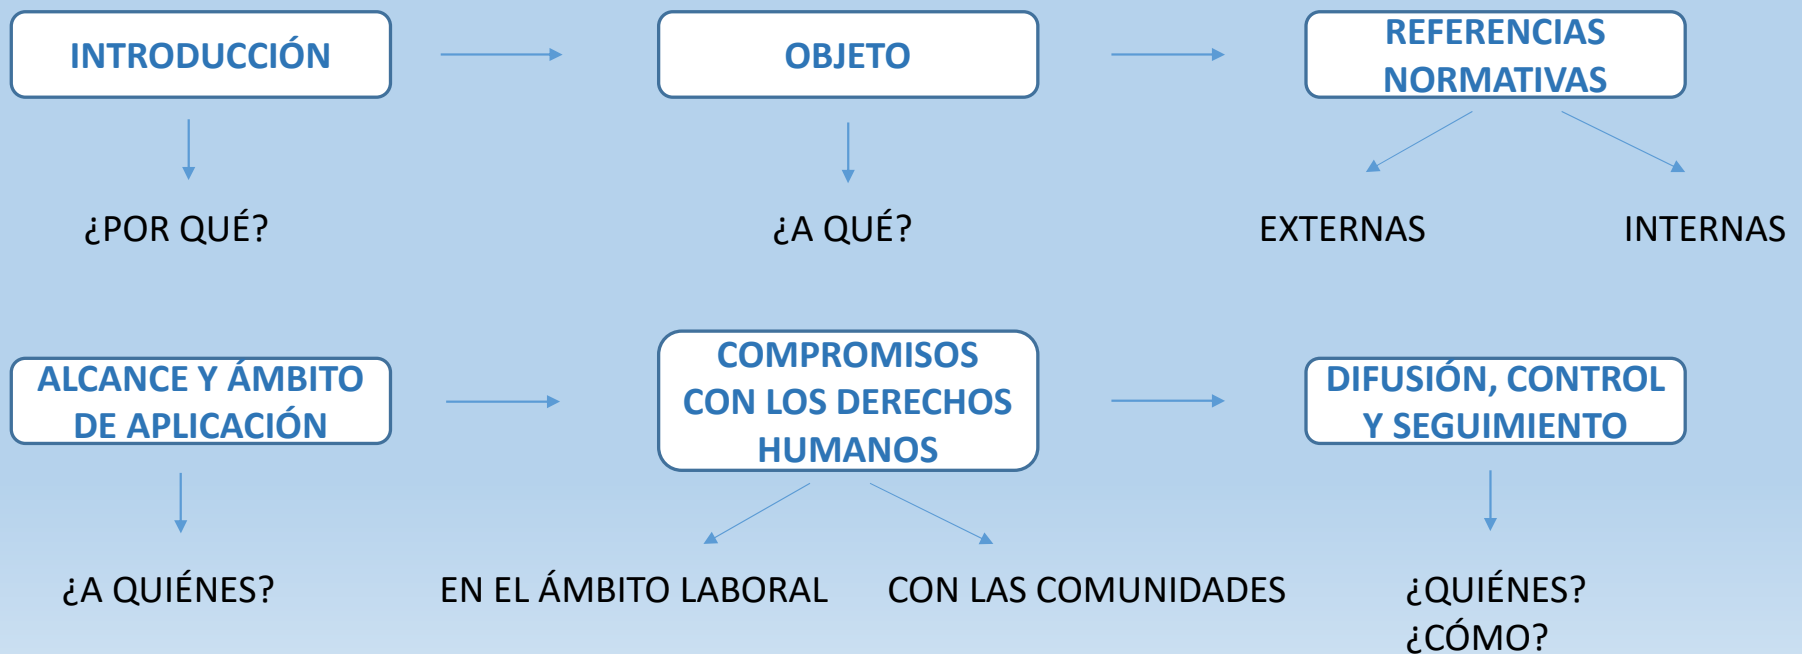 INTRODUCCIÓN
OBJETO
REFERENCIAS
NORMATIVAS
¿POR QUÉ?
¿A QUÉ?
EXTERNAS
INTERNAS
ALCANCE Y ÁMBITO
DE APLICACIÓN
COMPROMISOS
CON LOS DERECHOS
HUMANOS
DIFUSIÓN, CONTROL
Y SEGUIMIENTO
¿A QUIÉNES?
EN EL ÁMBITO LABORAL
CON LAS COMUNIDADES
¿QUIÉNES?
¿CÓMO?